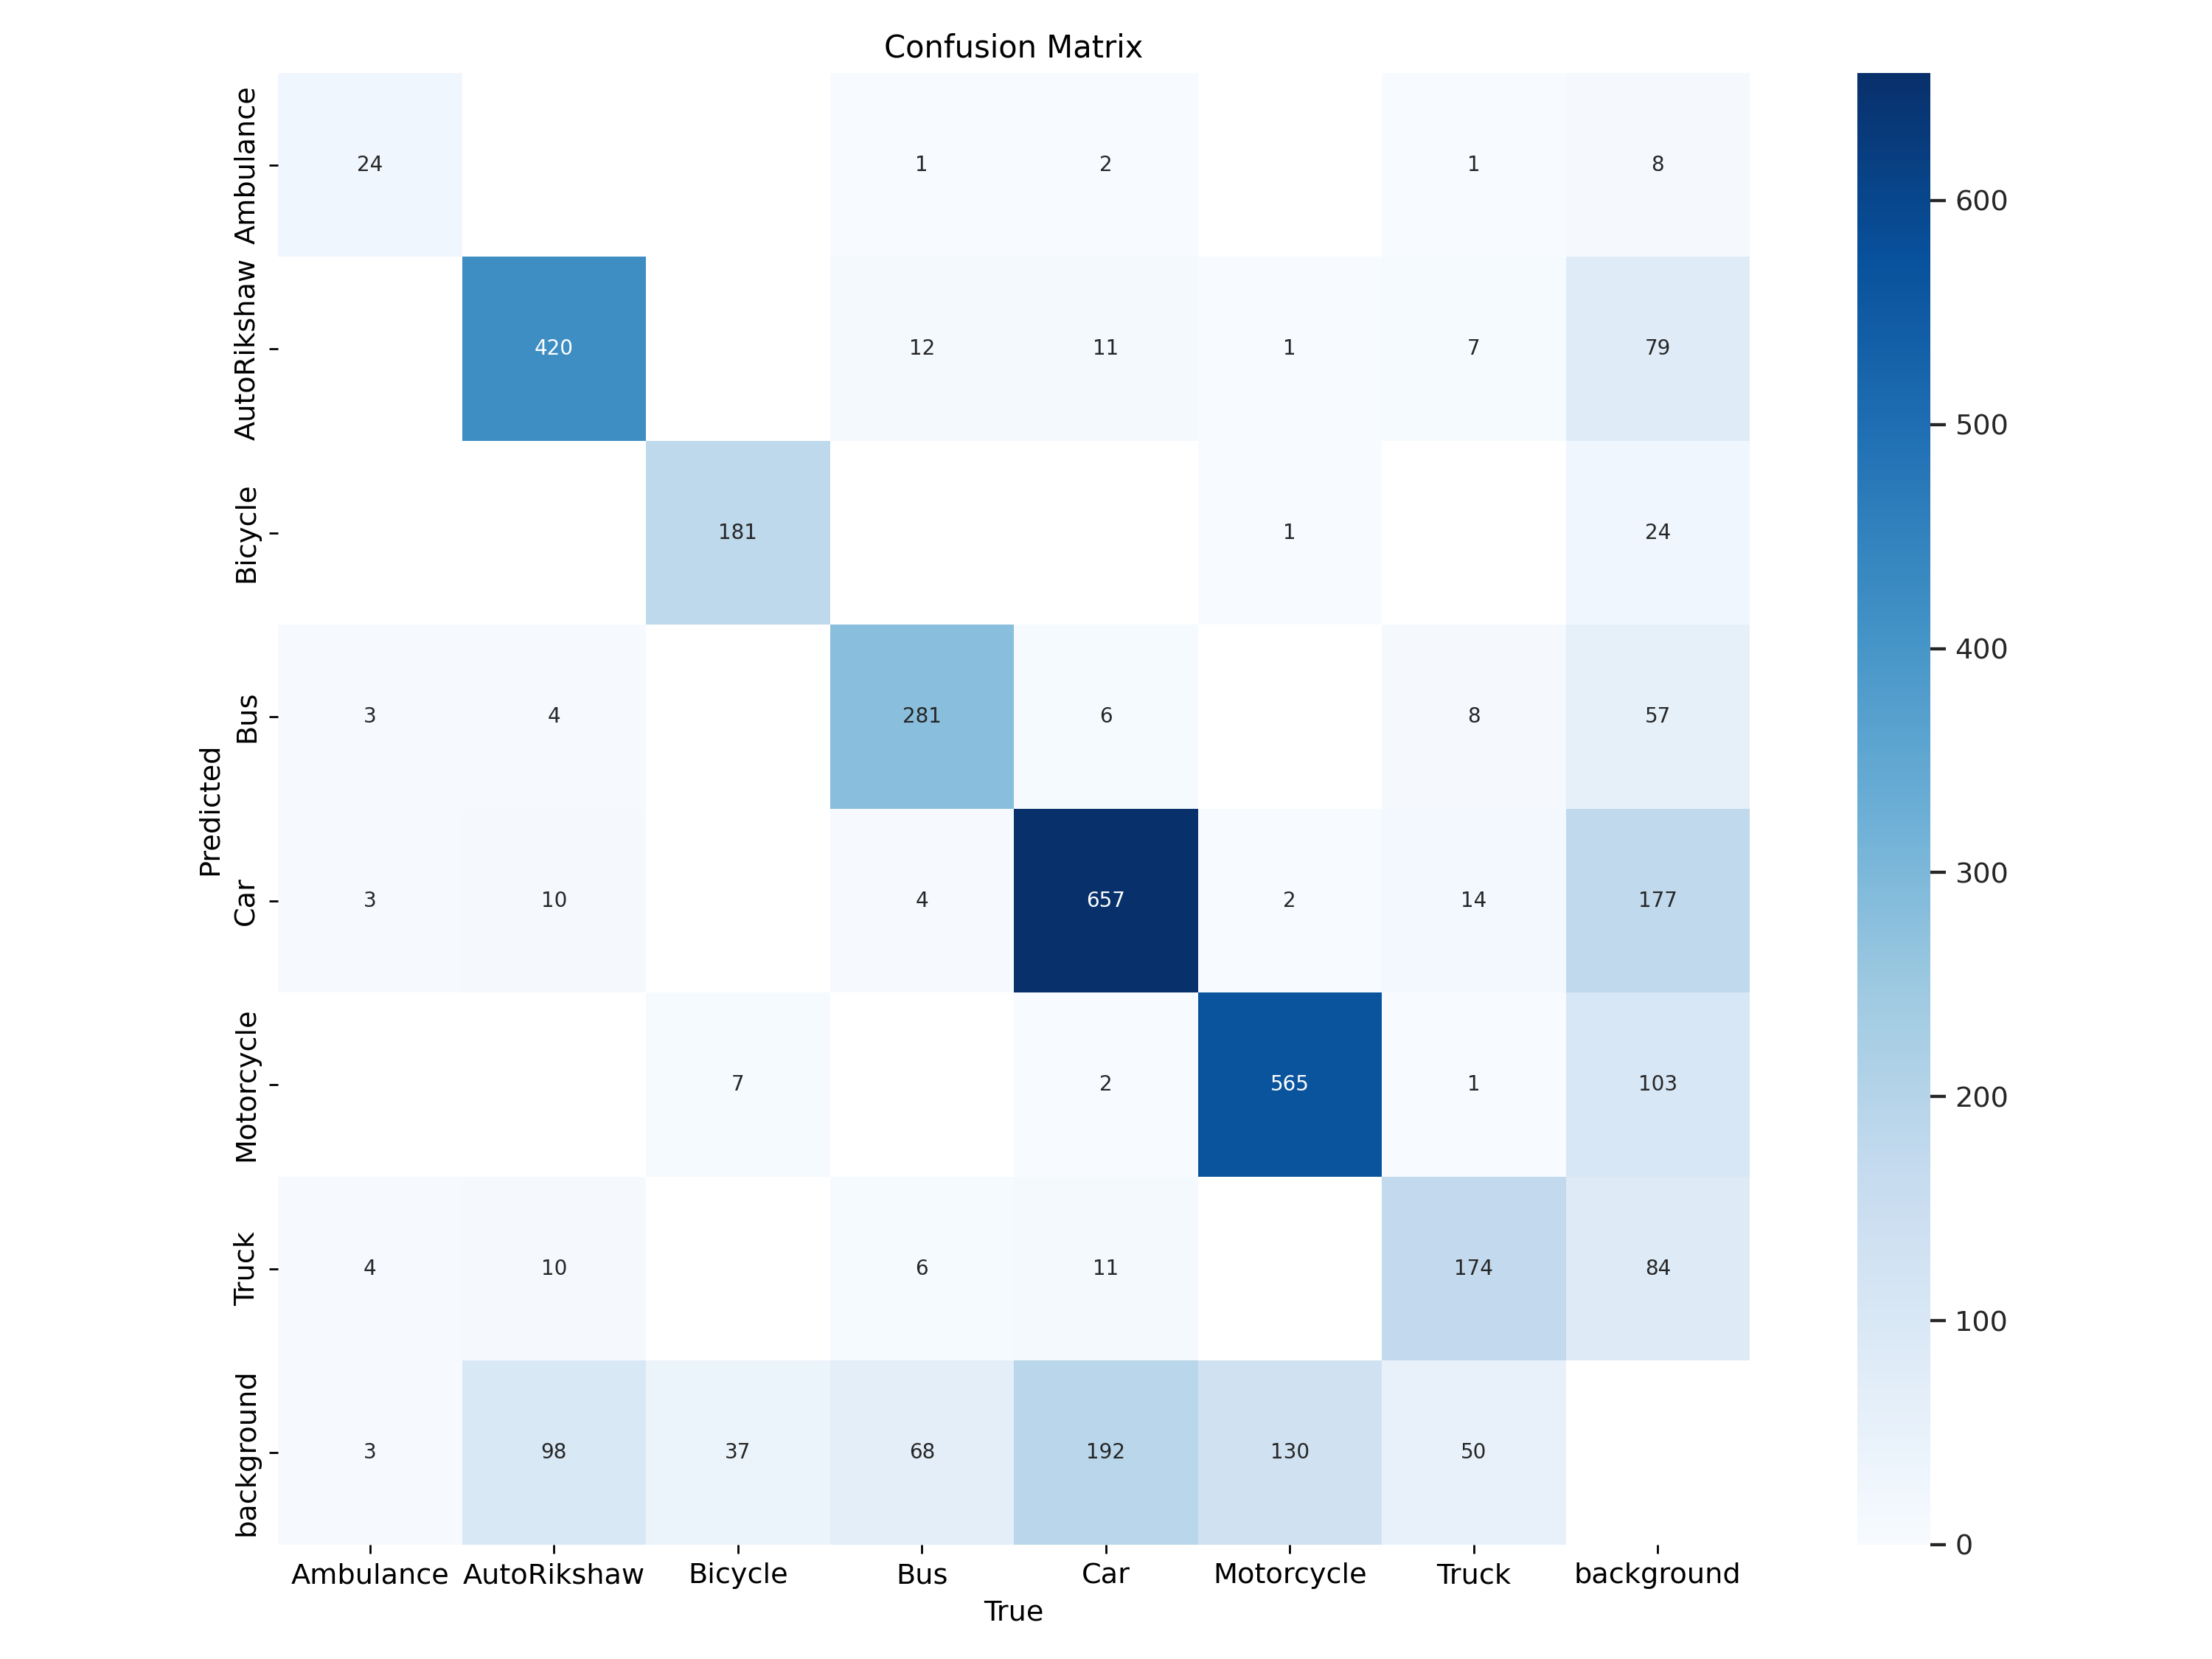 Confusion Matrix
Ambulance 24 1 2 1 8
AutoRikshaw 420 12 11 1 7 79
Bicycle 181 1 24
Bus 3 4 281 6 8 57
Car 3 10 4 657 2 14 177
Motorcycle 7 2 565 1 103
Truck 4 10 6 11 174 84
background 3 98 37 68 192 130 50
Predicted
Ambulance AutoRikshaw Bicycle Bus Car Motorcycle Truck background
True
600
500
400
300
200
100
0